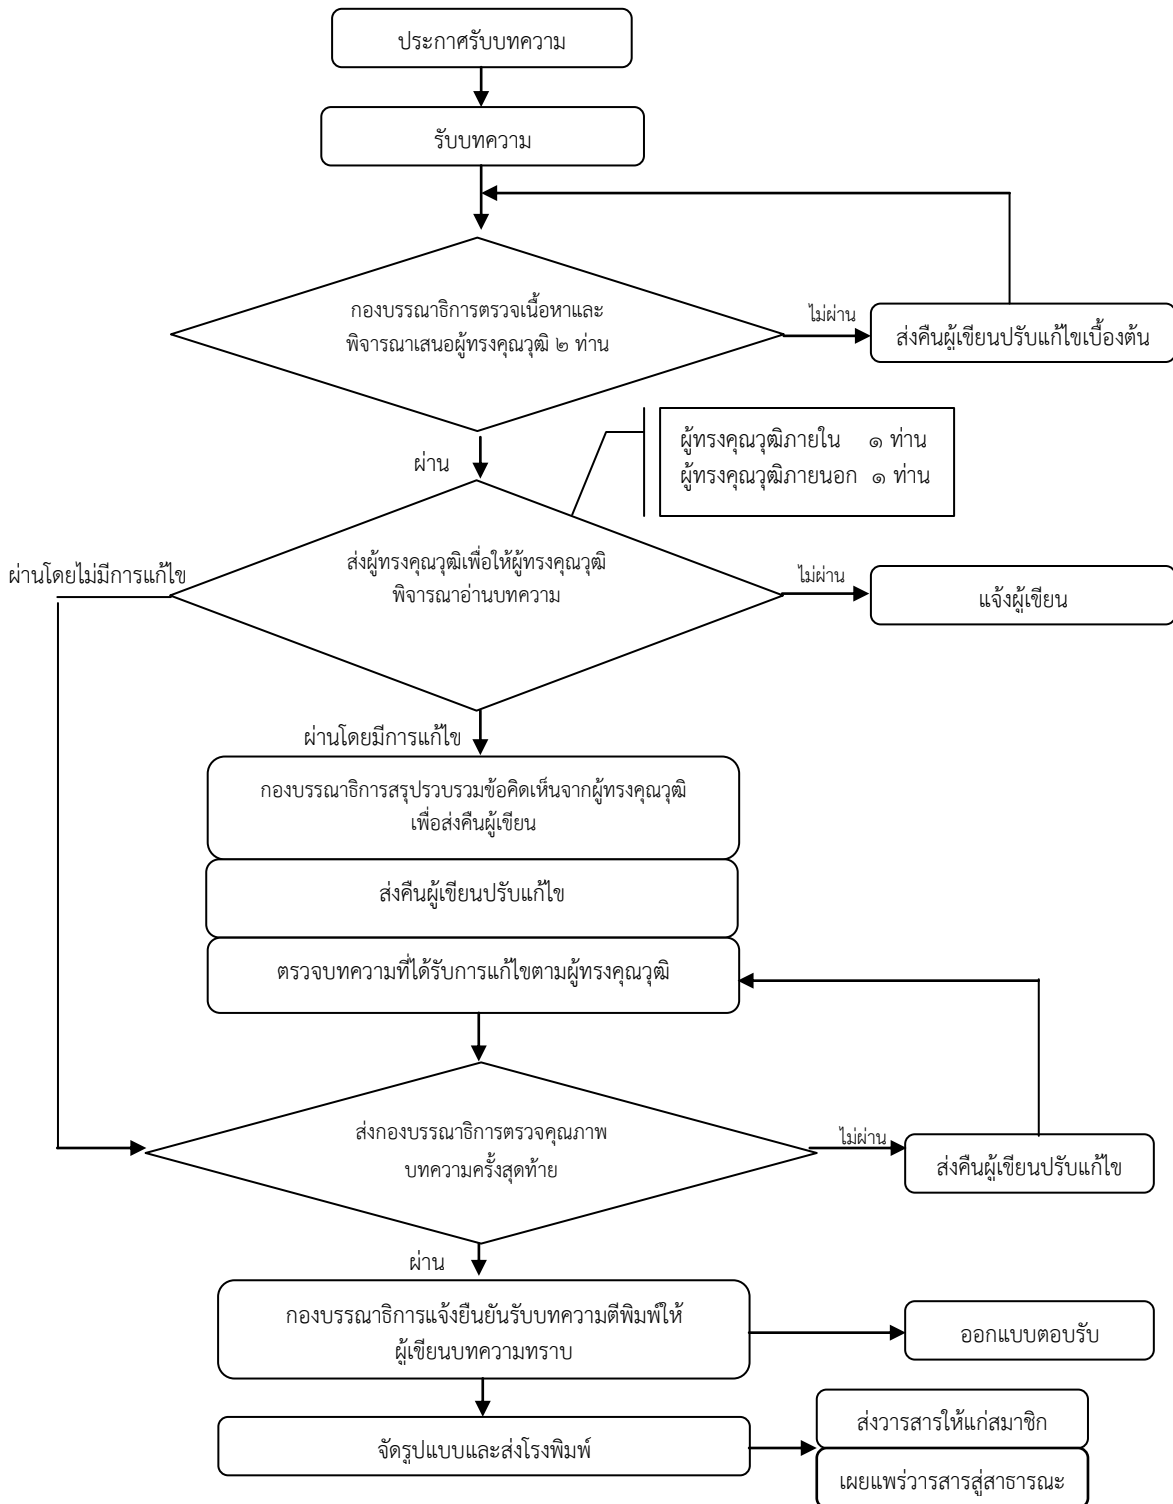 ประกาศรับบทความ
รับบทความ
กองบรรณาธิการตรวจเนื้อหาและ
พิจารณาเสนอผู้ทรงคุณวุฒิ ๒ ท่าน
ไม่ผ่าน
ส่งคืนผู้เขียนปรับแก้ไขเบื้องต้น
ผู้ทรงคุณวุฒิภายใน ๑ ท่าน
ผู้ทรงคุณวุฒิภายนอก ๑ ท่าน
ผ่าน
ส่งผู้ทรงคุณวุฒิเพื่อให้ผู้ทรงคุณวุฒิ
พิจารณาอ่านบทความ
ผ่านโดยไม่มีการแก้ไข
ไม่ผ่าน
แจ้งผู้เขียน
ผ่านโดยมีการแก้ไข
กองบรรณาธิการสรุปรวบรวมข้อคิดเห็นจากผู้ทรงคุณวุฒิ
เพื่อส่งคืนผู้เขียน
ส่งคืนผู้เขียนปรับแก้ไข
ตรวจบทความที่ได้รับการแก้ไขตามผู้ทรงคุณวุฒิ
ส่งกองบรรณาธิการตรวจคุณภาพ
บทความครั้งสุดท้าย
ไม่ผ่าน
ส่งคืนผู้เขียนปรับแก้ไข
ผ่าน
กองบรรณาธิการแจ้งยืนยันรับบทความตีพิมพ์ให้
ผู้เขียนบทความทราบ
ออกแบบตอบรับ
จัดรูปแบบและส่งโรงพิมพ์
ส่งวารสารให้แก่สมาชิก
เผยแพร่วารสารสู่สาธารณะ